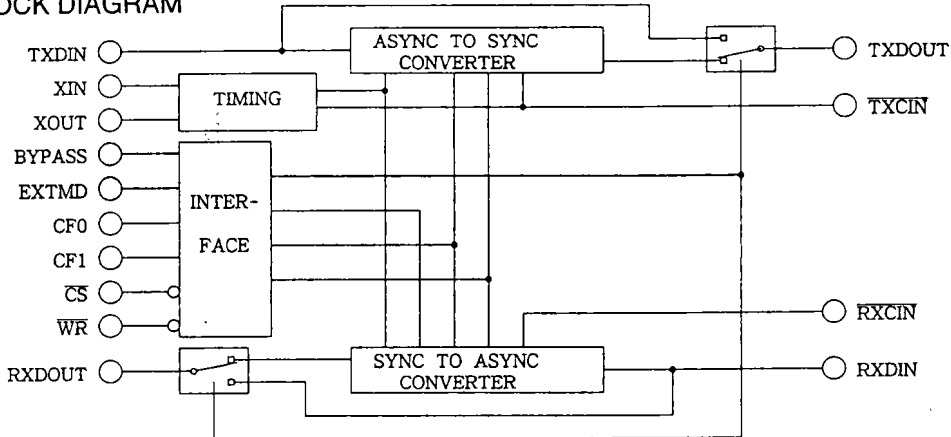 OCK DIAGRAM
TXDIN
XIN
XOUT
BYPASS
EXTMD
CF0
CF1
CS
WR
RXDOUT
ASYNC TO SYNC
CONVERTER
TIMING
INTER-
FACE
SYNC TO ASYNC
CONVERTER
TXDOUT
TXCIN
RXCIN
RXDIN